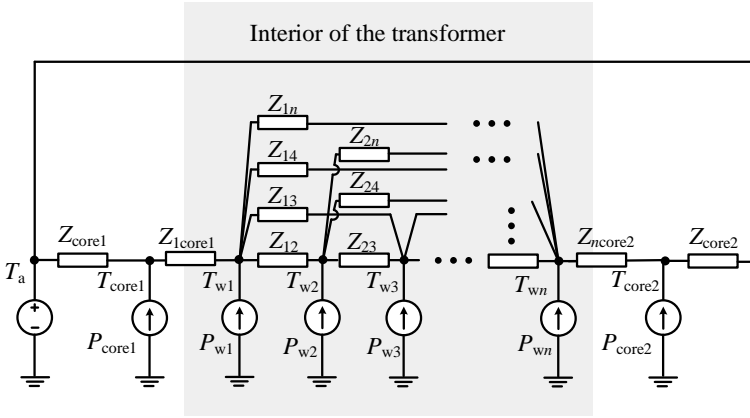 Interior of the transformer
Z1n
Z2n
Z14
Z24
Z13
Zcore1
Z1core1
Z12
Z23
Zncore2
Zcore2
Ta
Tcore1
Tw1
Tw2
Tw3
Twn
Tcore2
+
-
Pcore1
Pw1
Pw2
Pw3
Pwn
Pcore2